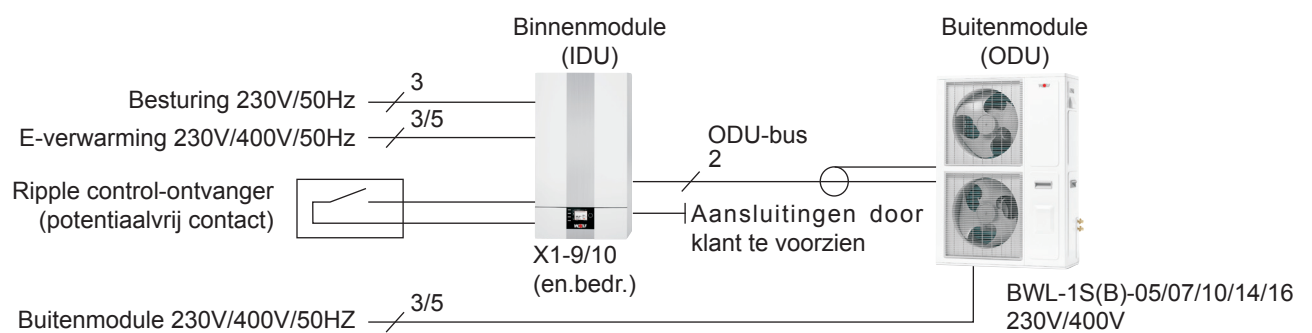 Binnenmodule
(IDU)
Buitenmodule
(ODU)
Besturing 230V/50Hz
3
E-verwarming 230V/400V/50Hz
3/5
ODU-bus
2
Ripple control-ontvanger
(potentiaalvrij contact)
WOLF
Aansluitingen door
klant te voorzien
X1-9/10
(en.bedr.)
BWL-1S(B)-05/07/10/14/16
230V/400V
Buitenmodule 230V/400V/50HZ
3/5